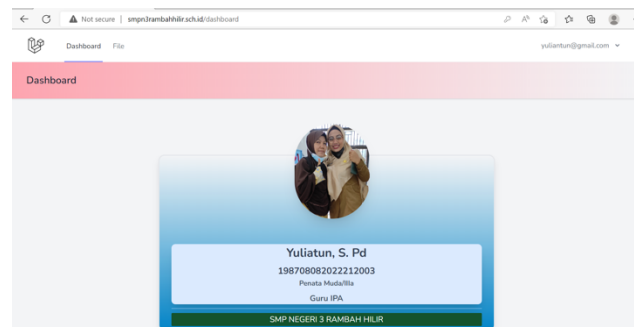 Not secure | smpn3rambahhilir.sch.id/dashboard
Dashboard File
yuliantun@gmail.com
Dashboard
Yuliatun, S. Pd
198708082022212003
Penata Muda/IIIa
Guru IPA
SMP NEGERI 3 RAMBAH HILIR